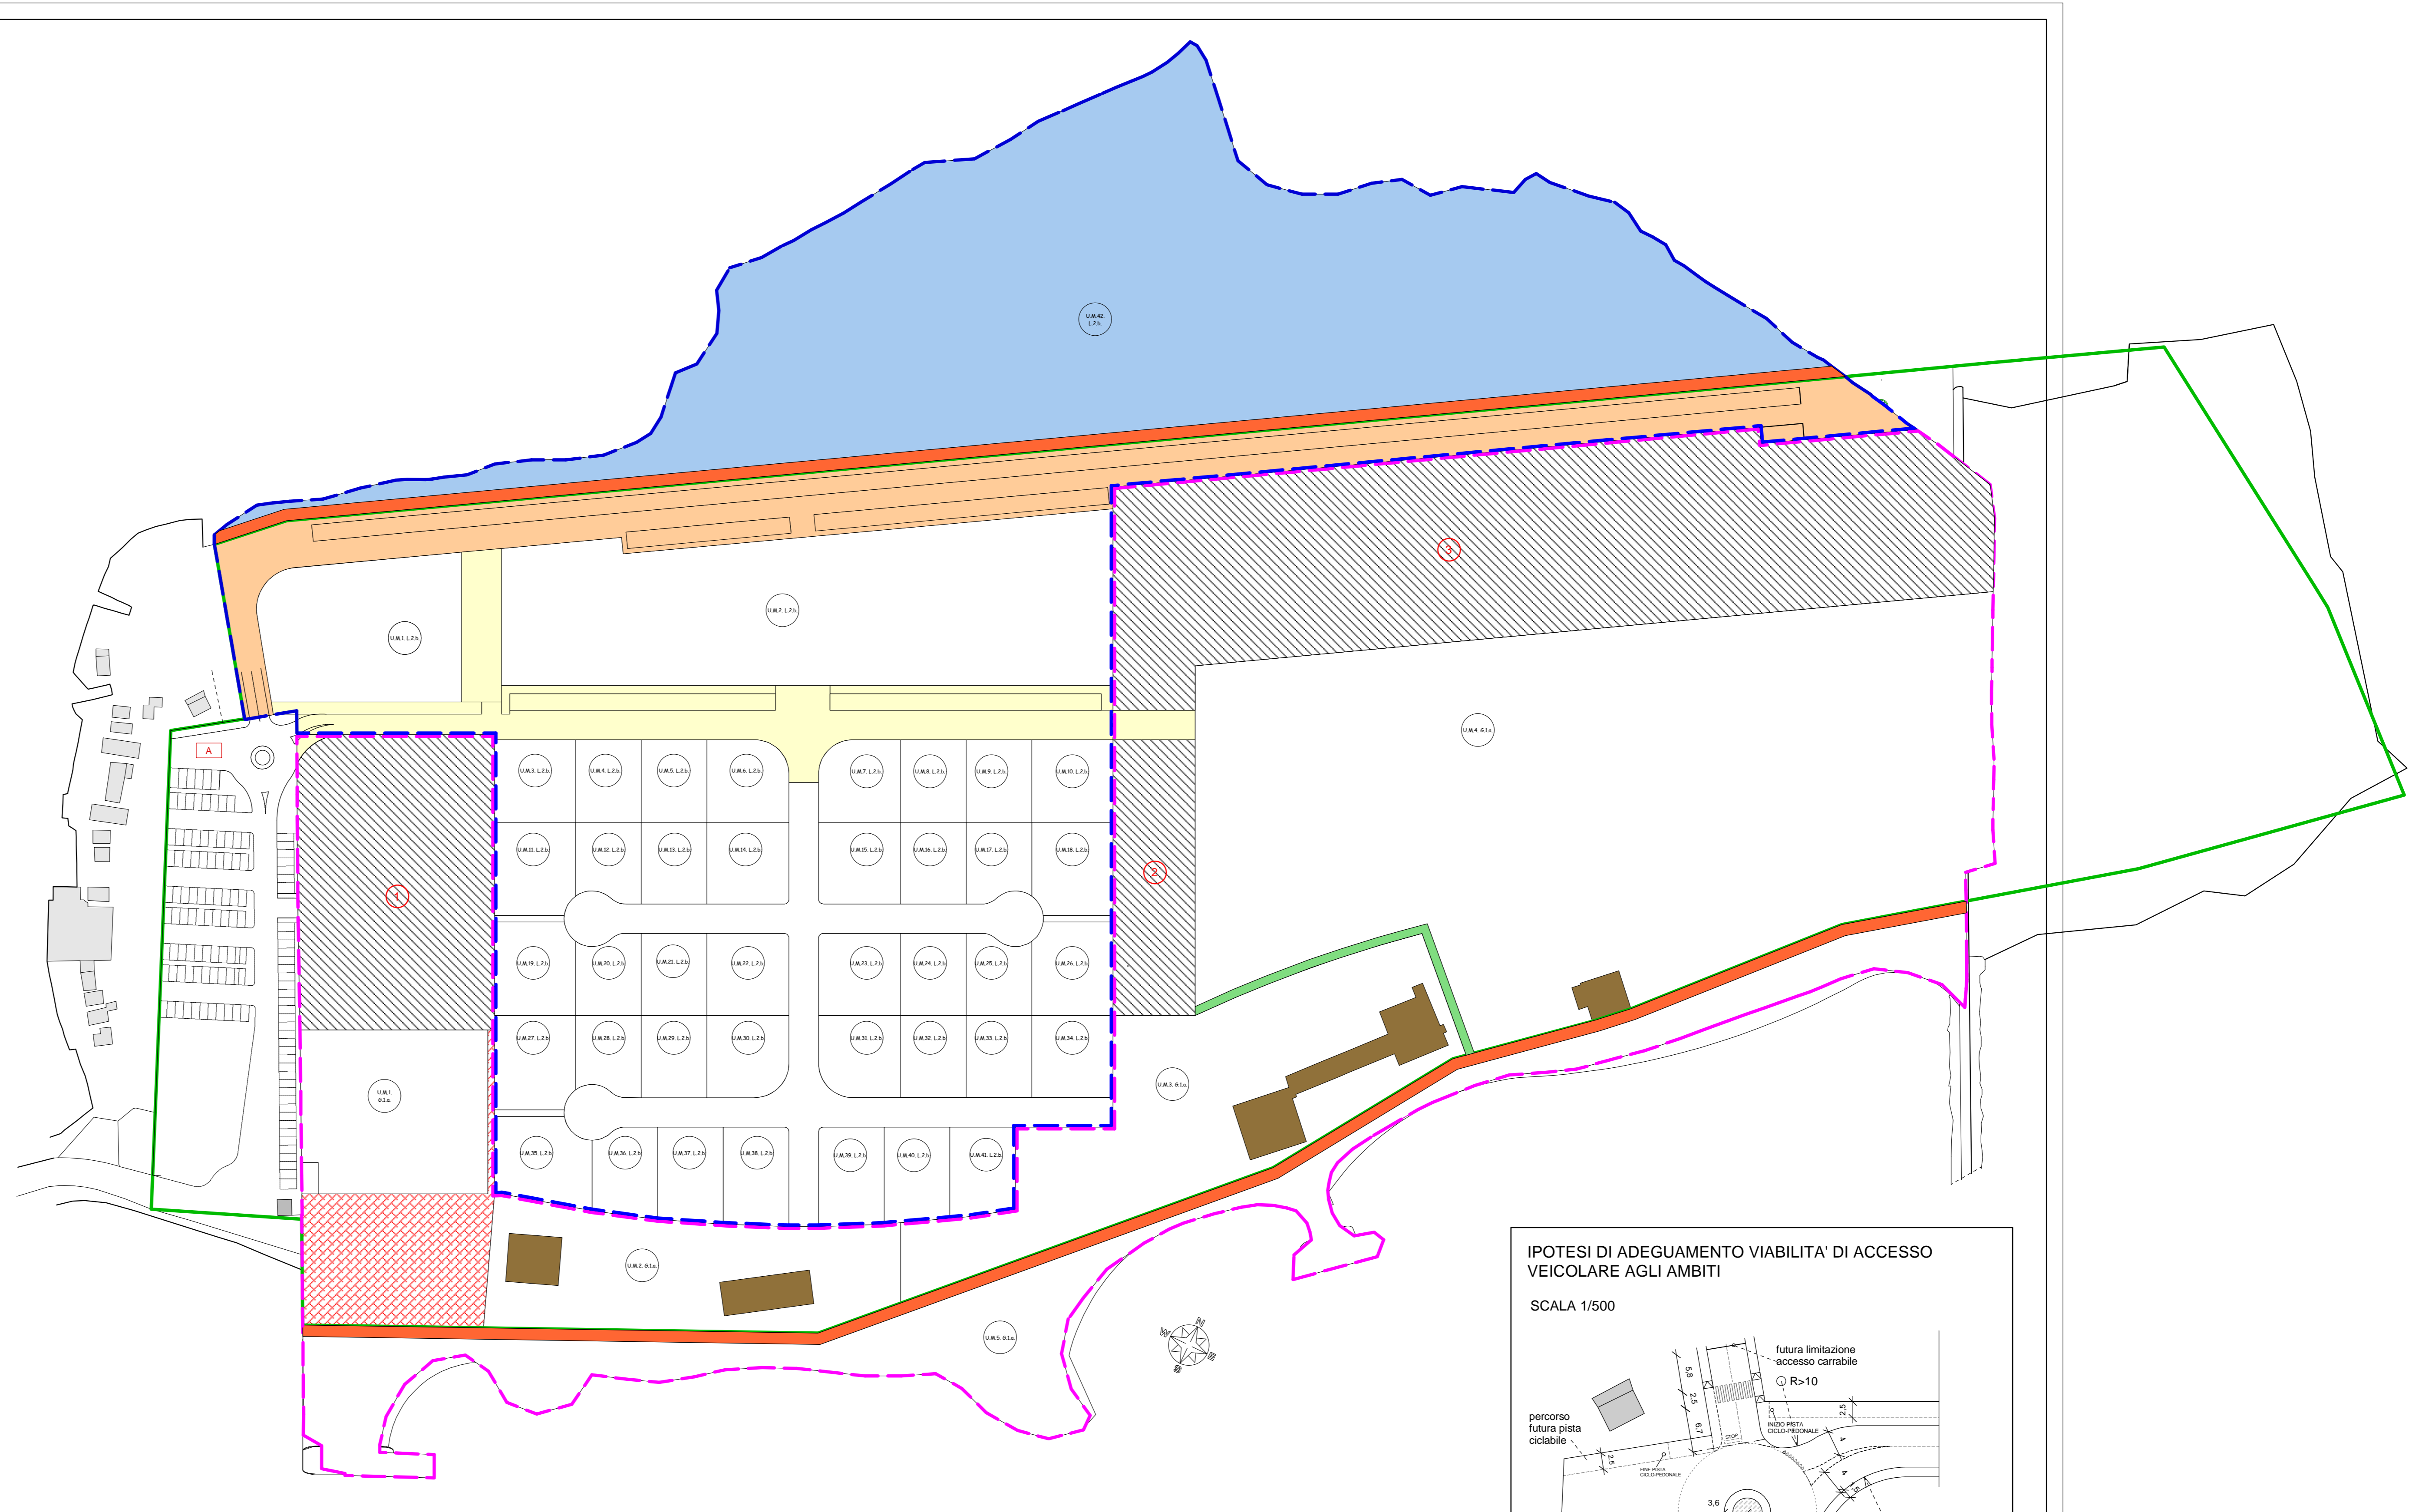 U.M.42.
L.2.b.
3
U.M.2. L.2.b.
U.M.1. L.2.b.
U.M.4. G.1.a.
A
U.M.3. L.2.b.
U.M.4. L.2.b.
U.M.5. L.2.b.
U.M.6. L.2.b.
U.M.7. L.2.b.
U.M.8. L.2.b.
U.M.9. L.2.b.
U.M.10. L.2.b.
U.M.11. L.2.b.
U.M.12. L.2.b.
U.M.13. L.2.b.
U.M.14. L.2.b.
U.M.15. L.2.b.
U.M.16. L.2.b.
U.M.17. L.2.b.
U.M.18. L.2.b.
2
1
U.M.19. L.2.b.
U.M.20. L.2.b.
U.M.21. L.2.b.
U.M.22. L.2.b.
U.M.23. L.2.b.
U.M.24. L.2.b.
U.M.25. L.2.b.
U.M.26. L.2.b.
U.M.27. L.2.b.
U.M.28. L.2.b.
U.M.29. L.2.b.
U.M.30. L.2.b.
U.M.31. L.2.b.
U.M.32. L.2.b.
U.M.33. L.2.b.
U.M.34. L.2.b.
U.M.3. G.1.a.
U.M.1.
G.1.a.
U.M.35. L.2.b.
U.M.36. L.2.b.
U.M.37. L.2.b.
U.M.38. L.2.b.
U.M.39. L.2.b.
U.M.40. L.2.b.
U.M.41. L.2.b.
U.M.2. G.1.a.
U.M.5. G.1.a.
IPOTESI DI ADEGUAMENTO VIABILITA' DI ACCESSO
VEICOLARE AGLI AMBITI
SCALA 1/500
futura limitazione
accesso carrabile
R>10
5,8
2,5
6,7
2,5
percorso
futura pista
ciclabile
INIZIO PISTA
CICLO-PEDONALE
STOP
4
2,5
FINE PISTA
CICLO-PEDONALE
4
3,6